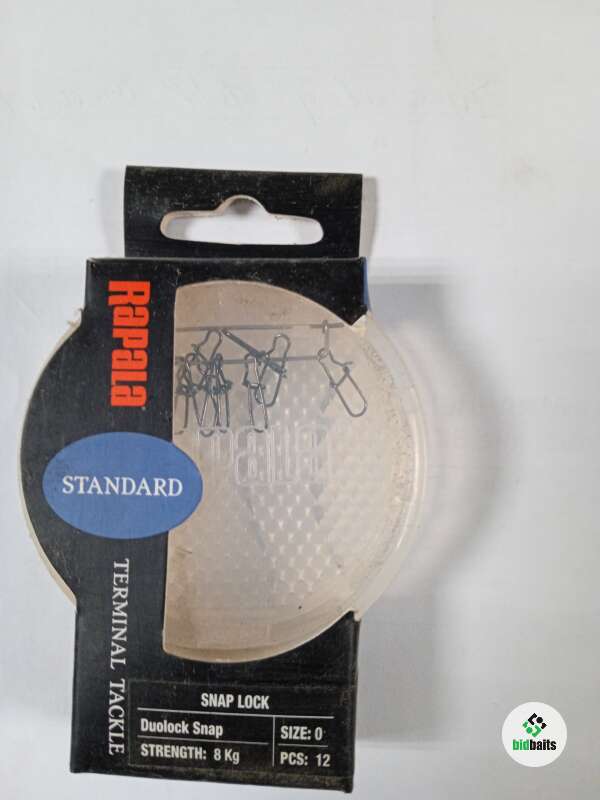 RAPALA
STANDARD
TERMINAL TACKLE
SNAP LOCK
Duolock Snap
SIZE: 0
STRENGTH: 8 Kg
PCS: 12
bidbaits